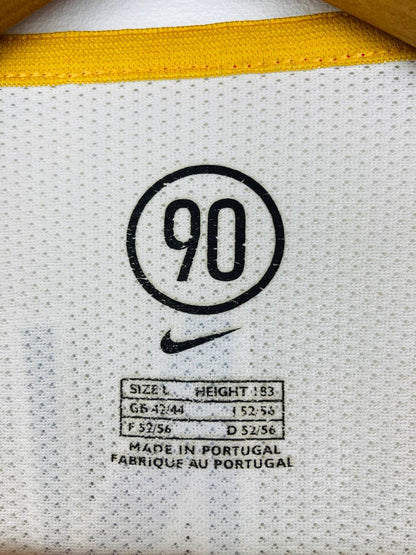 90
SIZE L HEIGHT 183
GB 42/44 I 52/56
F 52/56 D 52/56
MADE IN PORTUGAL
FABRIQUE AU PORTUGAL